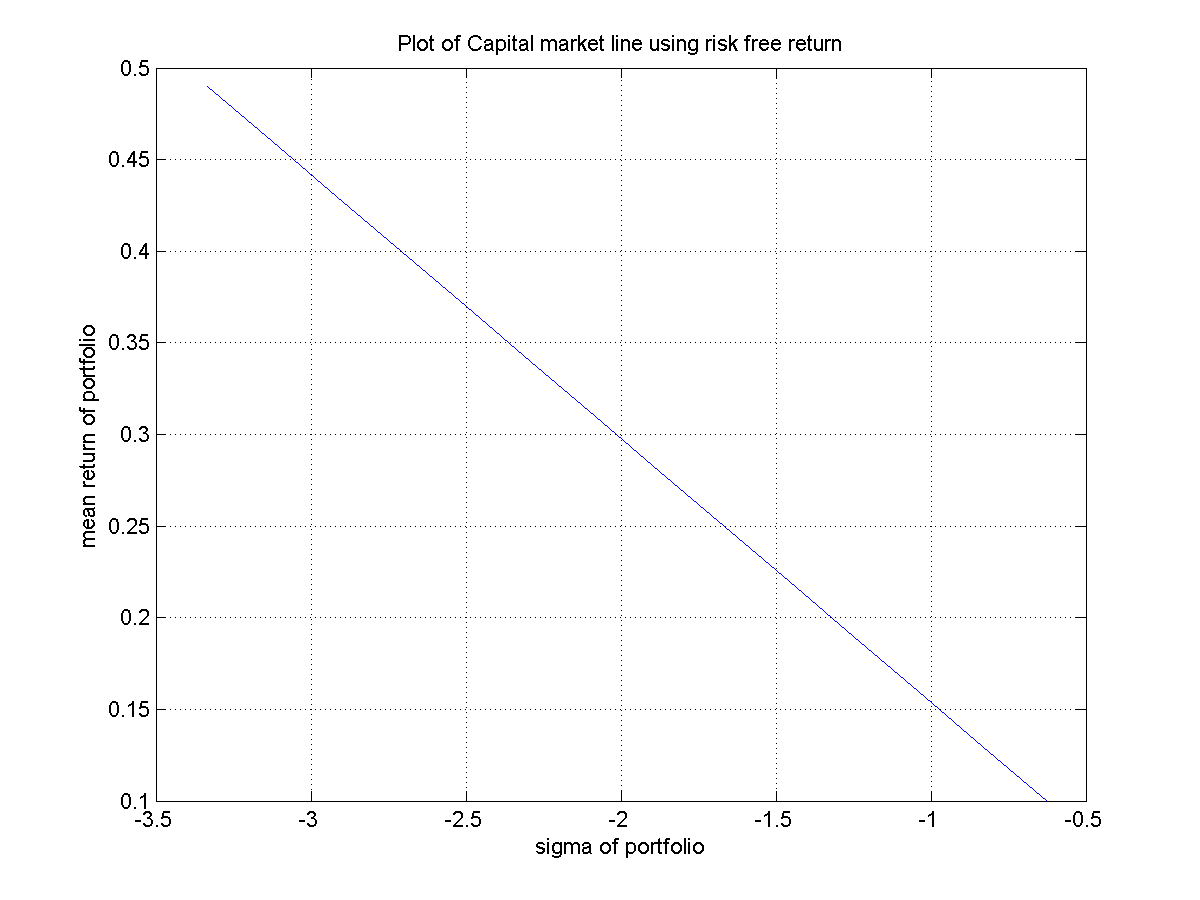 Plot of Capital market line using risk free return
0.5
0.45
0.4
0.35
0.3
0.25
0.2
0.15
0.1
mean return of portfolio
-3.5 -3 -2.5 -2 -1.5 -1 -0.5
sigma of portfolio